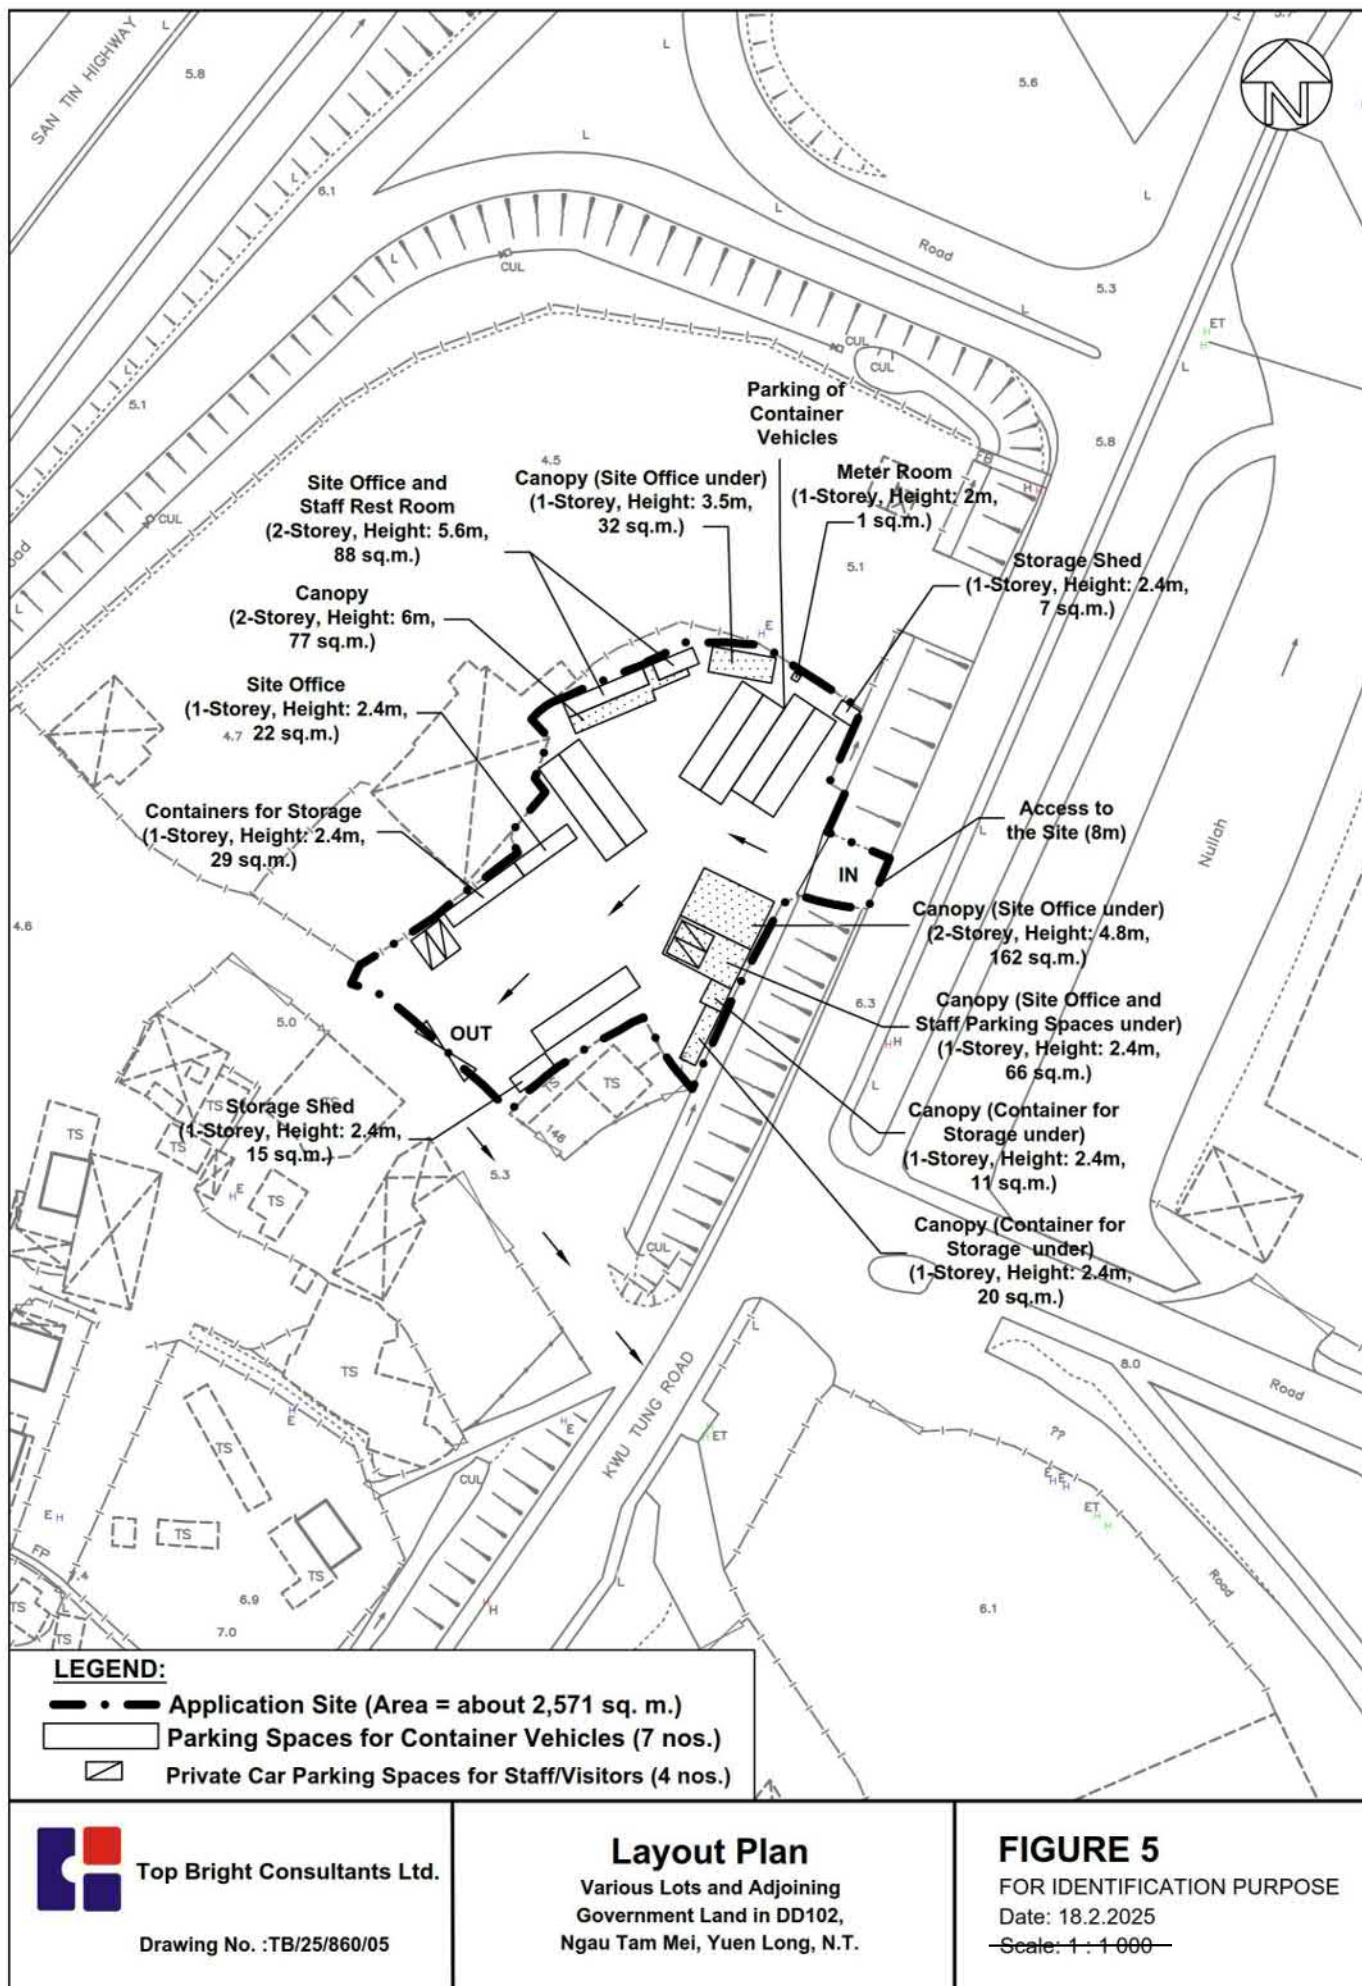 SAN TIN HIGHWAY
L
5.8
L
5.7
5.6
L
L
6.1
L
L
CUL
Road
5.3
L
ET
H
H
L
CUL
CUL
5.1
5.8
Parking of
Container
Vehicles
4.5
Site Office and
Staff Rest Room
(2-Storey, Height: 5.6m,
88 sq.m.)
Canopy (Site Office under)
(1-Storey, Height: 3.5m,
32 sq.m.)
Meter Room
(1-Storey, Height: 2m,
1 sq.m.)
H H
CUL
oad
5.1
Storage Shed
(1-Storey, Height: 2.4m,
7 sq.m.)
Canopy
(2-Storey, Height: 6m,
77 sq.m.)
L
H E
Site Office
(1-Storey, Height: 2.4m,
4.7 22 sq.m.)
Containers for Storage
(1-Storey, Height: 2.4m,
29 sq.m.)
Access to
the Site (8m)
L
Nullah
IN
4.6
Canopy (Site Office under)
(2-Storey, Height: 4.8m,
162 sq.m.)
6.3
Canopy (Site Office and
Staff Parking Spaces under)
(1-Storey, Height: 2.4m,
66 sq.m.)
5.0
OUT
H H
L
TS
TS
TS
TS
Storage Shed
(1-Storey, Height: 2.4m,
15 sq.m.)
146
Canopy (Container for
Storage under)
(1-Storey, Height: 2.4m,
11 sq.m.)
TS
TS
5.3
H E
TS
Canopy (Container for
Storage under)
(1-Storey, Height: 2.4m,
20 sq.m.)
CUL
L
TS
8.0
Road
KWU TUNG ROAD
H
E
H E
H ET
??
TS
CUL
E H E H
ET
H
H
E H
TS
FP
7.4
TS
Road
TS
L
TS
6.9
7.0
H H
L
6.1
LEGEND:
Application Site (Area = about 2,571 sq. m.)
Parking Spaces for Container Vehicles (7 nos.)
Private Car Parking Spaces for Staff/Visitors (4 nos.)
Top Bright Consultants Ltd.
Drawing No. :TB/25/860/05
Layout Plan
Various Lots and Adjoining
Government Land in DD102,
Ngau Tam Mei, Yuen Long, N.T.
FIGURE 5
FOR IDENTIFICATION PURPOSE
Date: 18.2.2025
Scale: 1 : 1 000
N